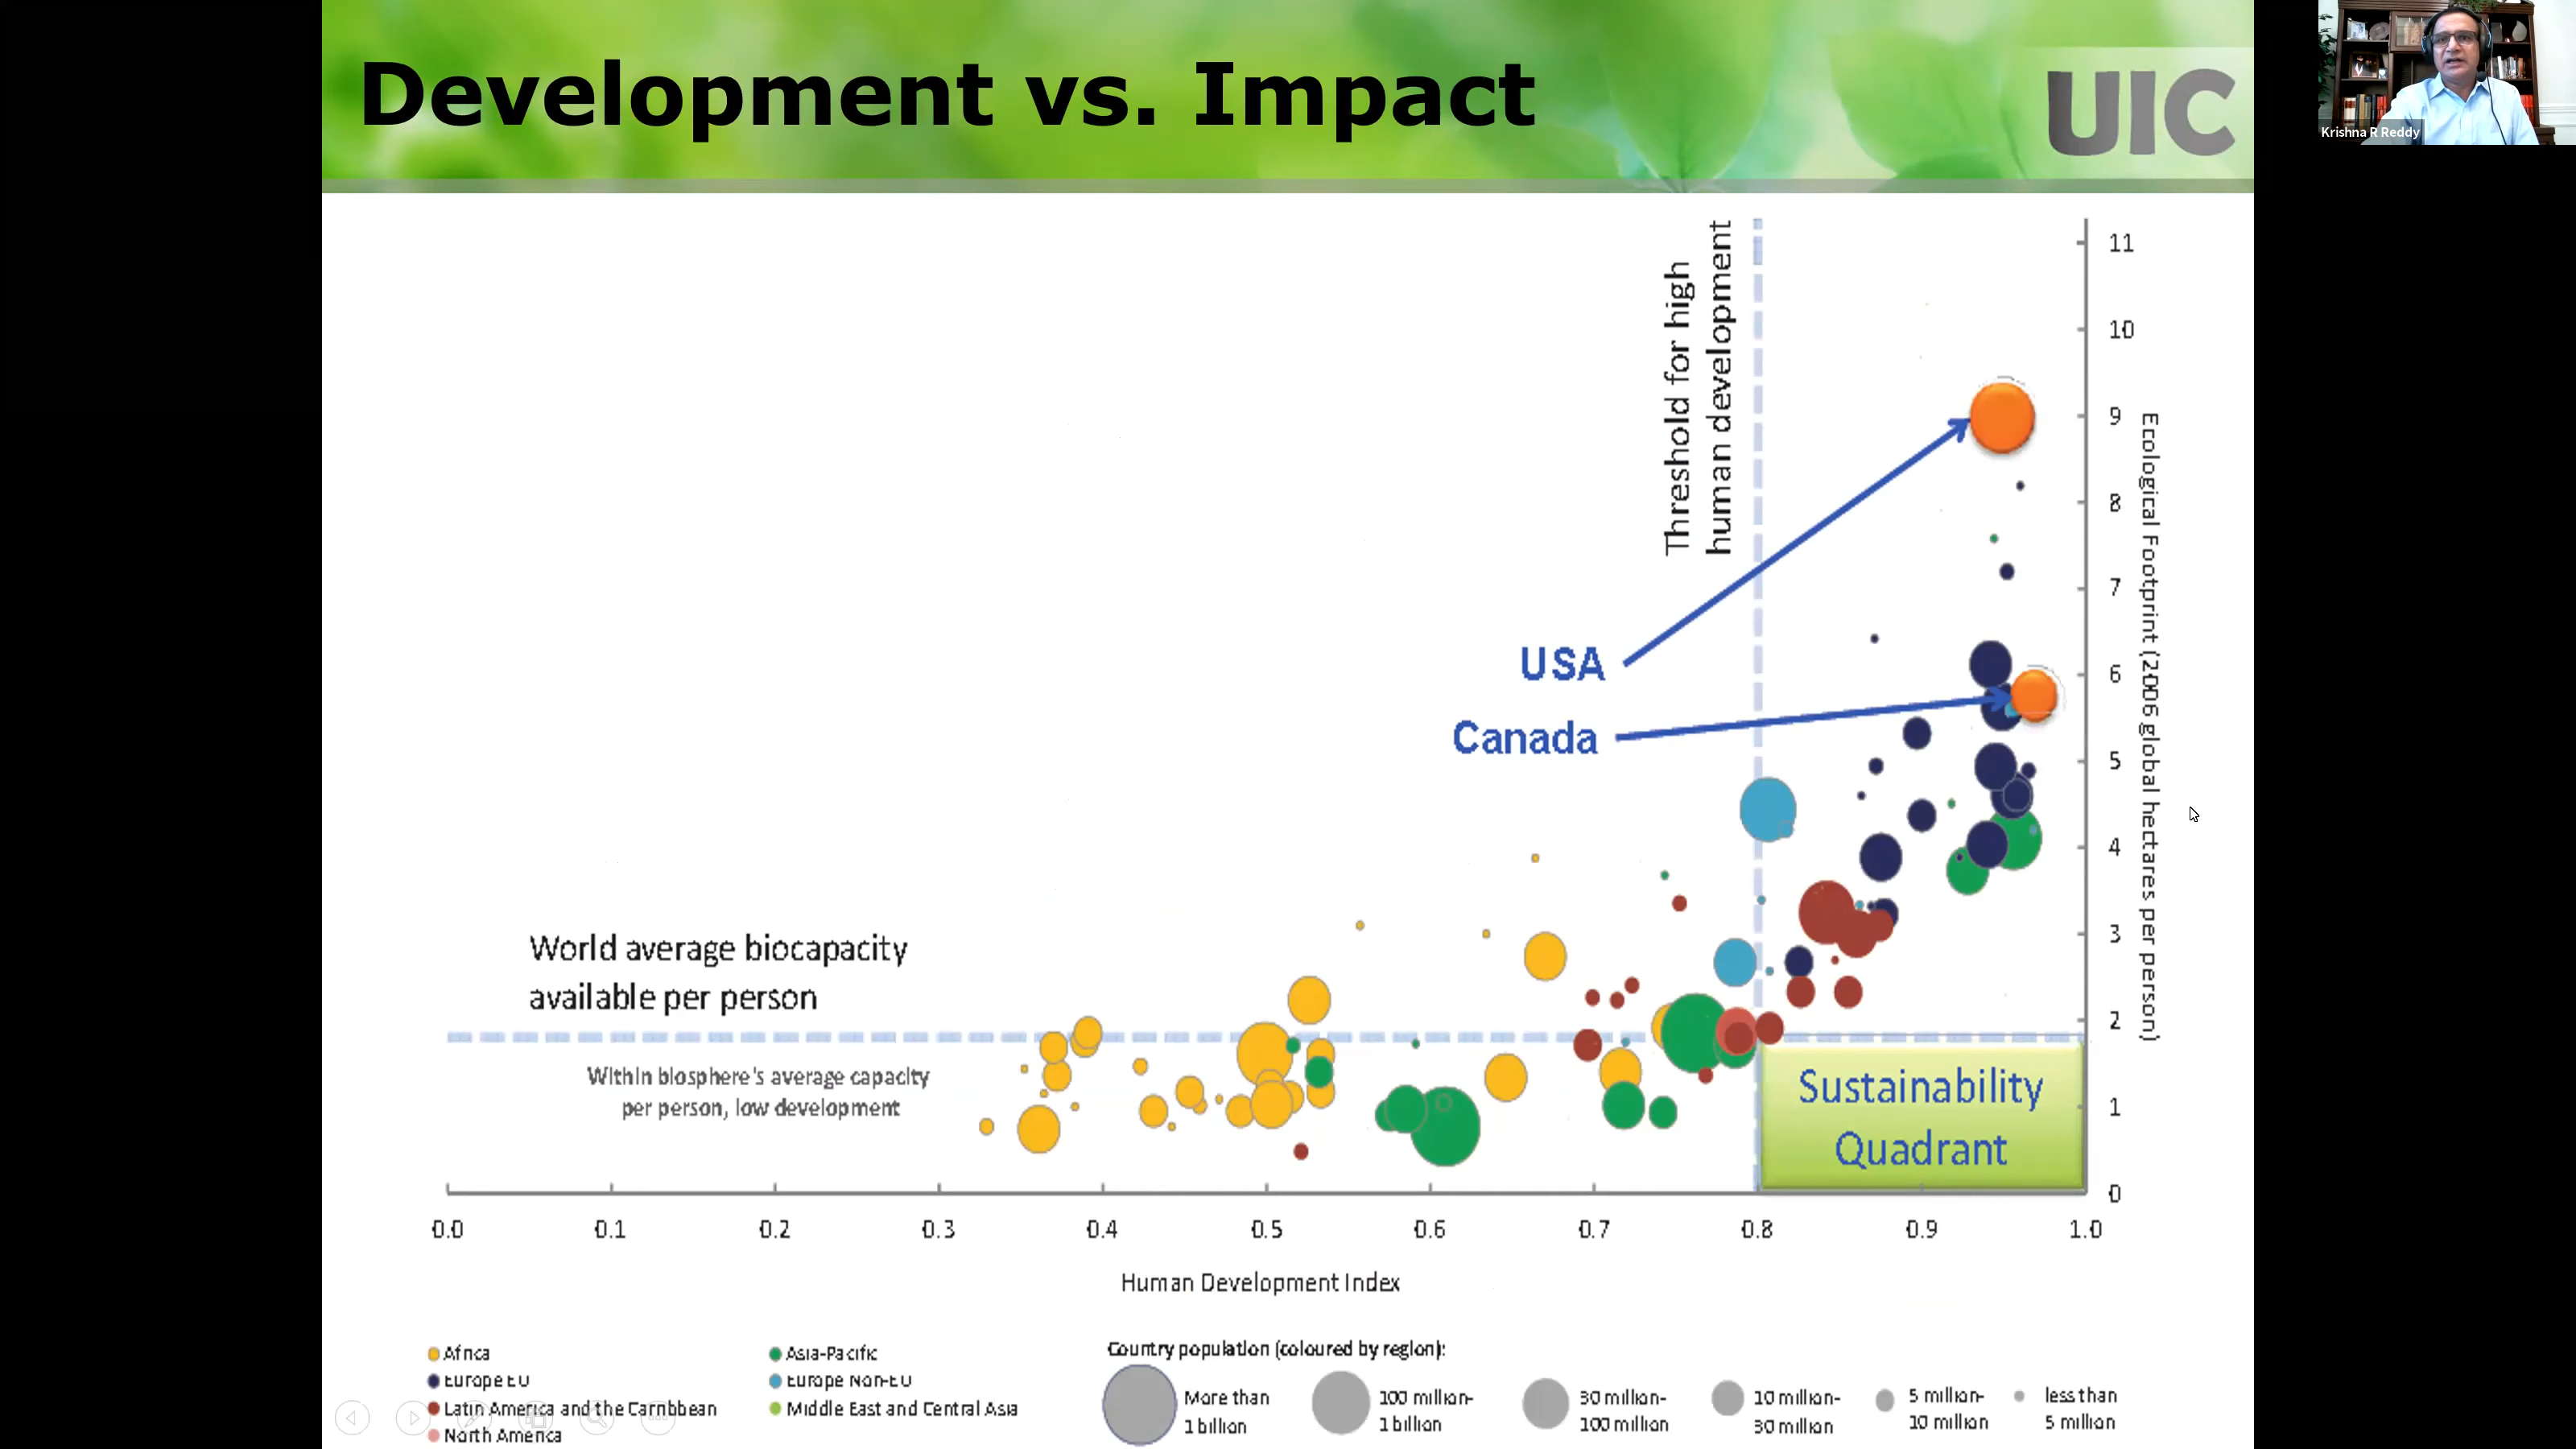 Development vs. Impact
UIC
Krishna R Reddy
Threshold for high
human development
11
10
9
8
7
6
5
4
3
2
1
0
Ecological Footprint (2006 global hectares per person)
USA
Canada
World average biocapacity
available per person
Within biosphere's average capacity
per person, low development
Sustainability
Quadrant
0.0 0.1 0.2 0.3 0.4 0.5 0.6 0.7 0.8 0.9 1.0
Human Development Index
Africa
Europe EU
Latin America and the Carribbean
North America
Asia-Pacific
Europe Non-EU
Middle East and Central Asia
Country population (coloured by region):
More than
1 billion
100 million-
1 billion
30 million-
100 million
10 million-
30 million
5 million-
10 million
less than
5 million